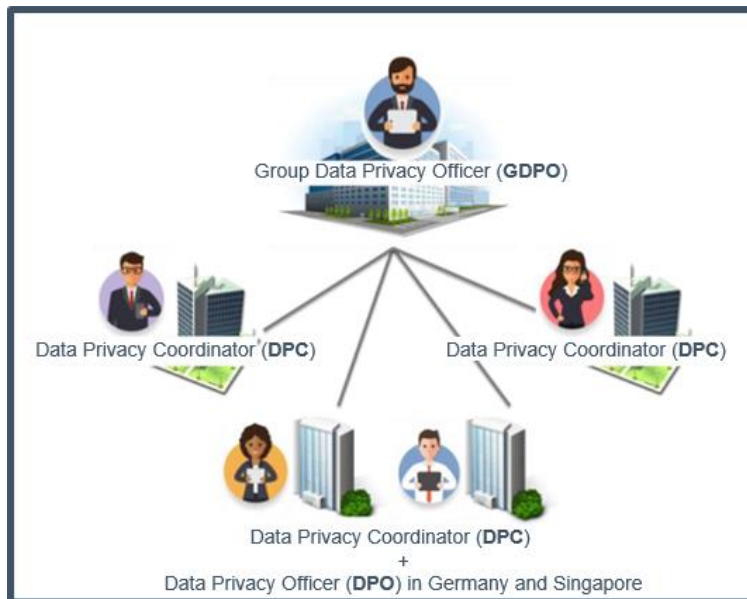 Group Data Privacy Officer (GDPO)
Data Privacy Coordinator (DPC)
Data Privacy Coordinator (DPC)
Data Privacy Coordinator (DPC)
+
Data Privacy Officer (DPO) in Germany and Singapore